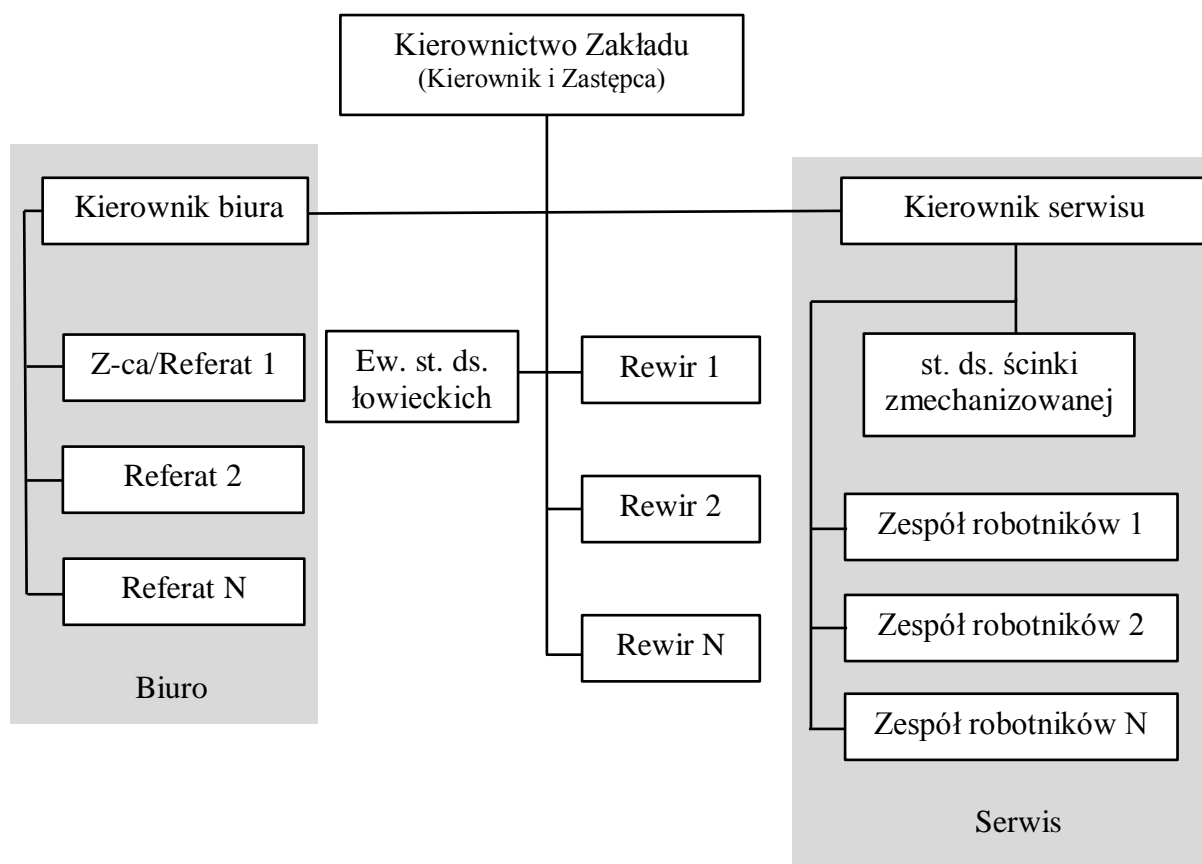 Kierownictwo Zakładu
(Kierownik i Zastępca)
Kierownik biura
Kierownik serwisu
Z-ca/Referat 1
Ew. st. ds.
łowieckich
Rewir 1
st. ds. ścinki
zmechanizowanej
Referat 2
Rewir 2
Zespół robotników 1
Referat N
Rewir N
Zespół robotników 2
Biuro
Zespół robotników N
Serwis